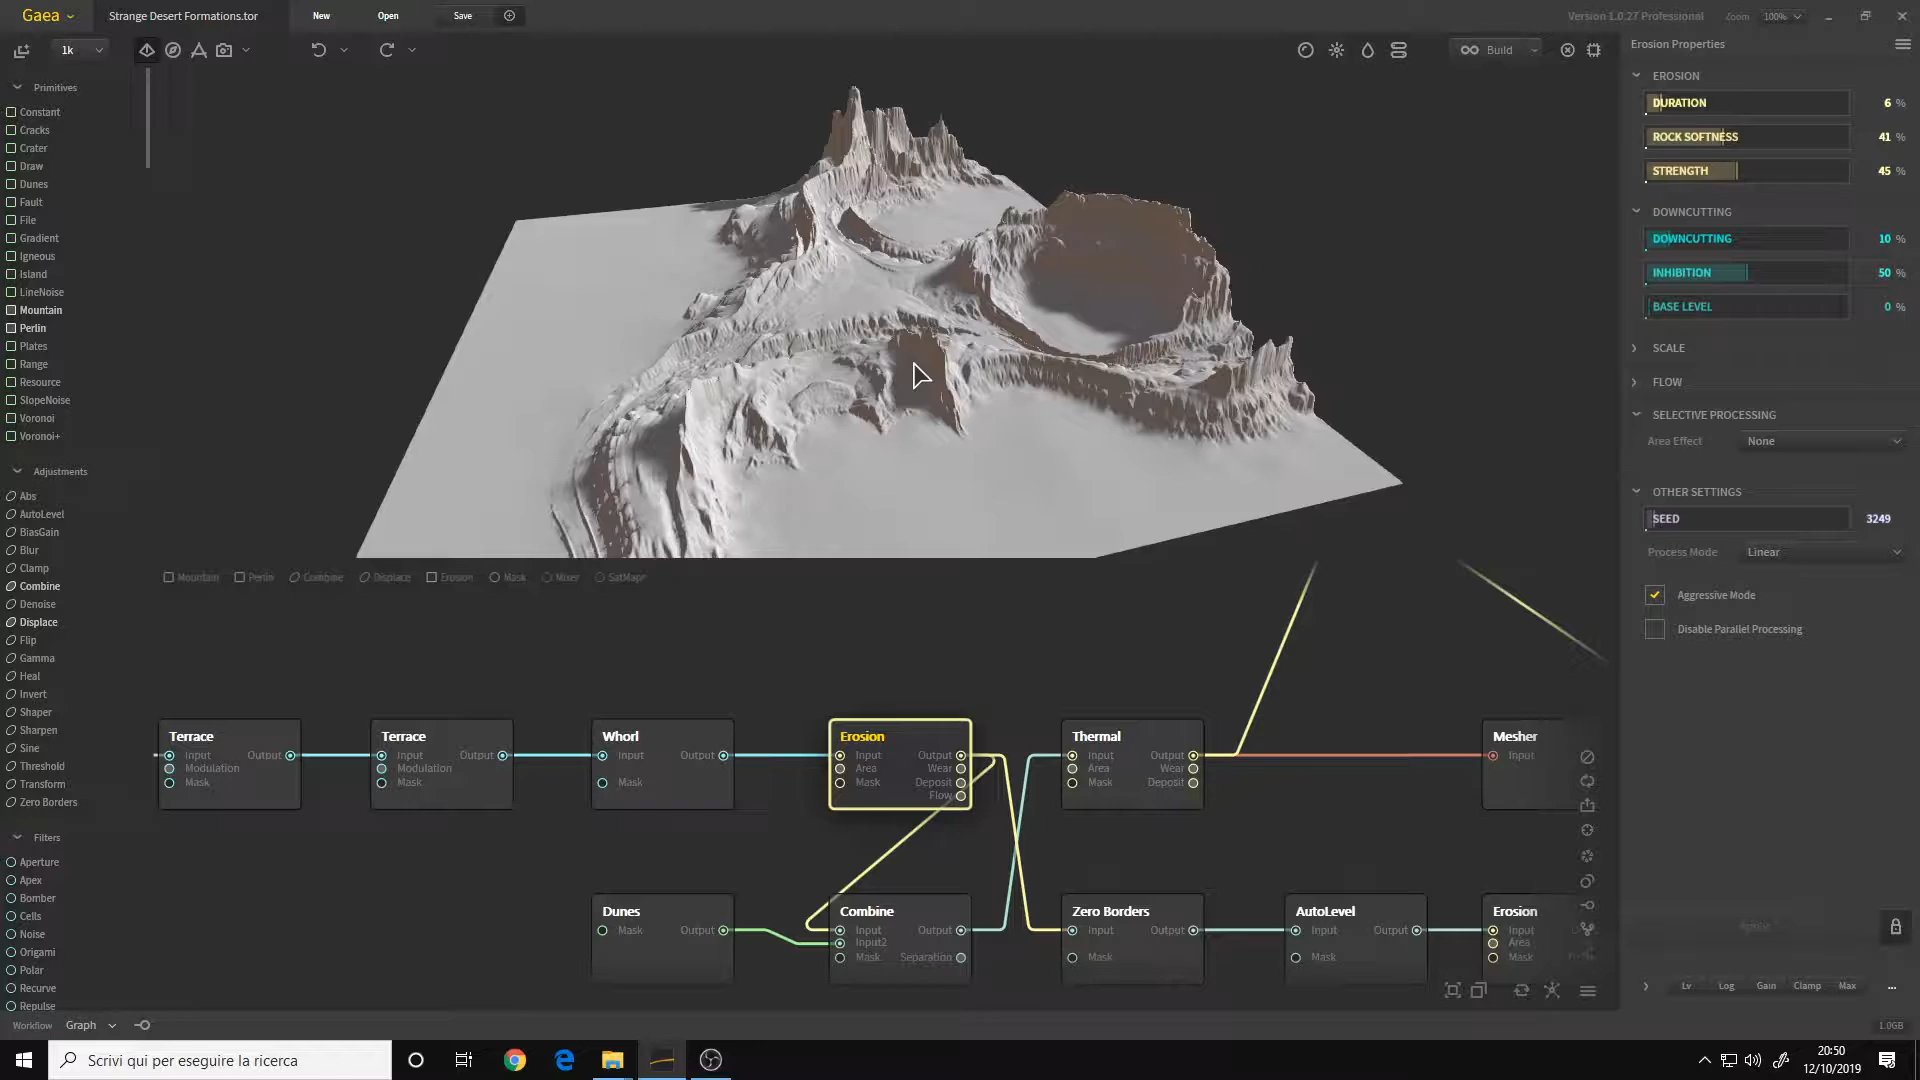 Gaea
Strange Desert Formations.tor
New
Open
Save
Version 1.0.27 Professional
Zoom
100%
1k
Build
Erosion Properties
Primitives
Constant
Cracks
Crater
Draw
Dunes
Fault
File
Gradient
Igneous
Island
LineNoise
Mountain
Perlin
Plates
Range
Resource
SlopeNoise
Voronoi
Voronoi+
Adjustments
Abs
AutoLevel
BiasGain
Blur
Clamp
Combine
Denoise
Displace
Flip
Gamma
Heal
Invert
Shaper
Sharpen
Sine
Threshold
Transform
Zero Borders
Filters
Aperture
Apex
Bomber
Cells
Noise
Origami
Polar
Recurve
Repulse
Mountain Perlin Combine Displace Erosion Mask Mixer SatMap
Terrace
Input Output
Modulation
Mask
Terrace
Input Output
Modulation
Mask
Whorl
Input Output
Mask
Erosion
Input Output
Area Wear
Mask Deposit
Flow
Thermal
Input Output
Area Wear
Mask Deposit
Mesher
Input
Dunes
Mask Output
Combine
Input Output
Input2
Mask Separation
Zero Borders
Input Output
Mask
AutoLevel
Input Output
Mask
Erosion
Input
Area
Mask
EROSION
DURATION 6 %
ROCK SOFTNESS 41 %
STRENGTH 45 %
DOWNCUTTING
DOWNCUTTING 10 %
INHIBITION 50 %
BASE LEVEL 0 %
SCALE
FLOW
SELECTIVE PROCESSING
Area Effect None
OTHER SETTINGS
SEED 3249
Process Mode Linear
Aggressive Mode
Disable Parallel Processing
Lv Log Gain Clamp Max ...
1.0GB
Workflow Graph
Scrivi qui per eseguire la ricerca
20:50
12/10/2019